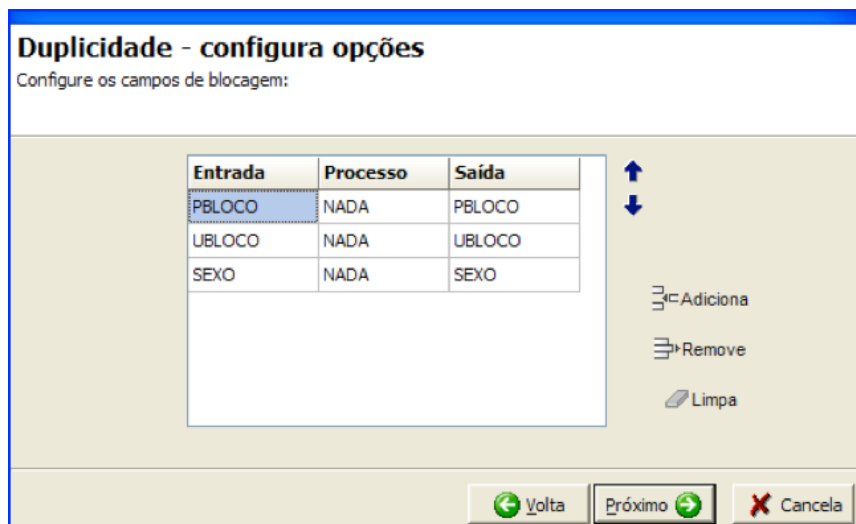 Duplicidade - configura opções
Configure os campos de blocagem:
Entrada Processo Saída
PBLOCO NADA PBLOCO
UBLOCO NADA UBLOCO
SEXO NADA SEXO
Adiciona
Remove
Limpa
Volta Próximo Cancela